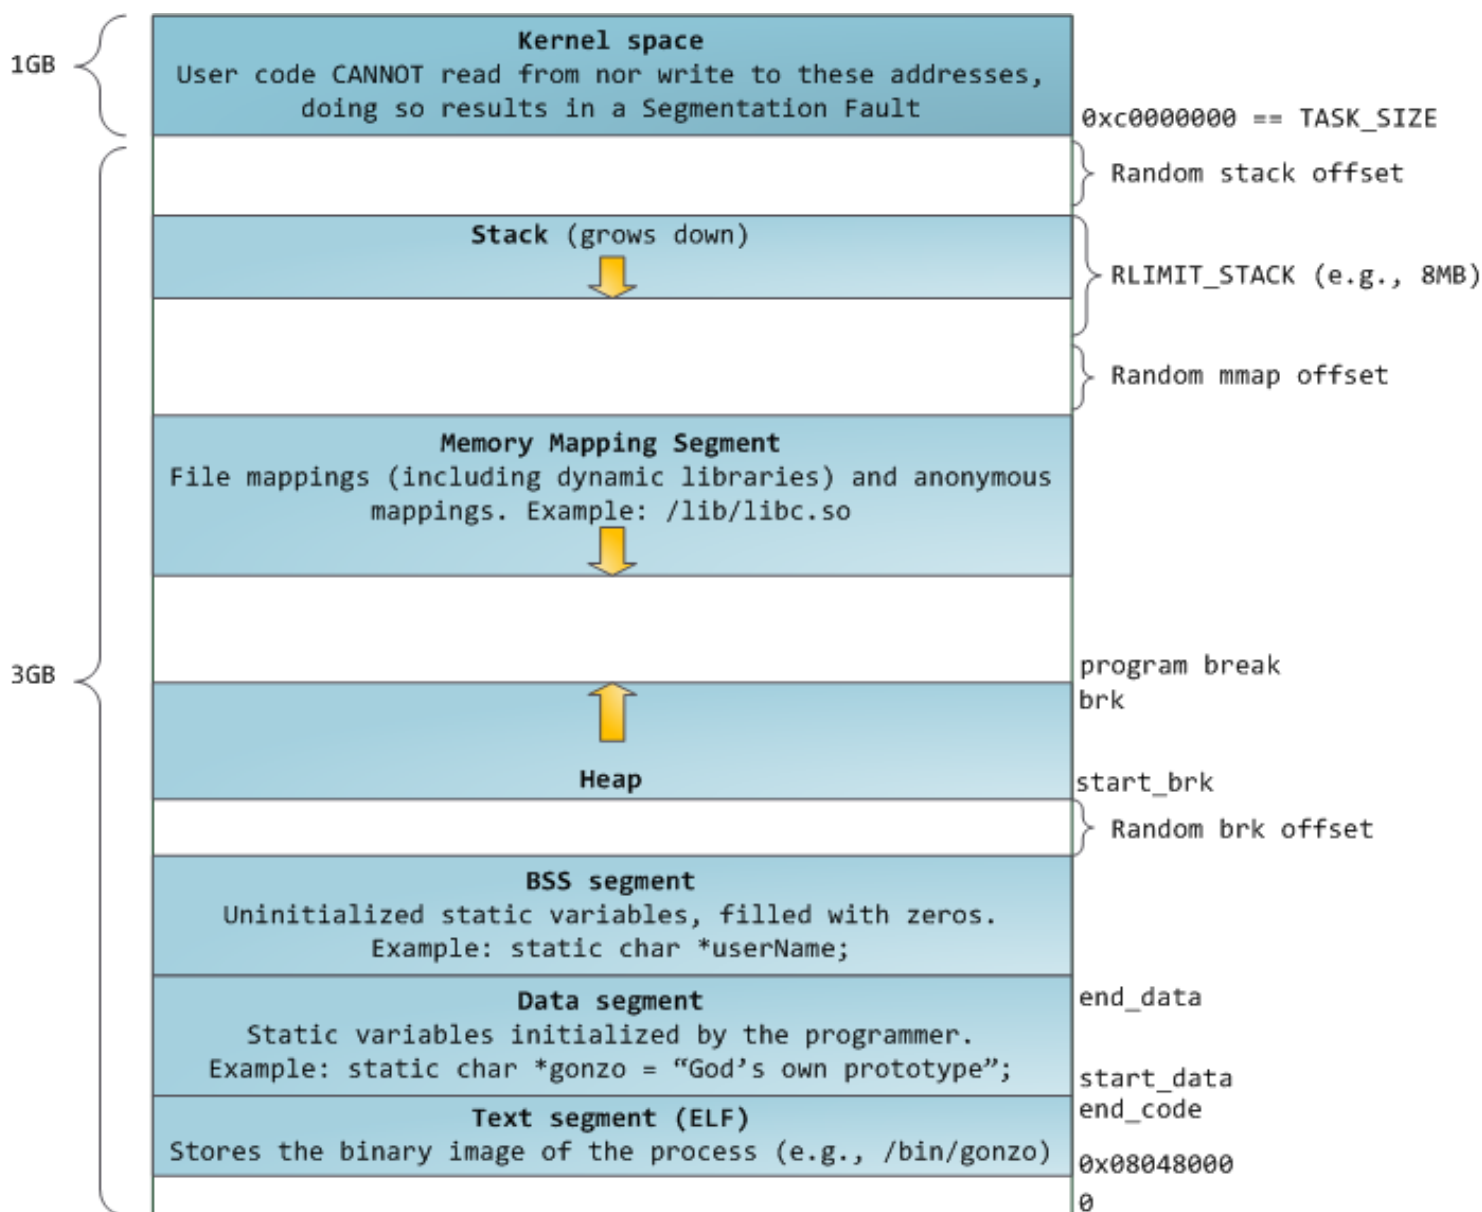 1GB
Kernel space
User code CANNOT read from nor write to these addresses,
doing so results in a Segmentation Fault
0xc0000000 == TASK_SIZE
Random stack offset
Stack (grows down)
RLIMIT_STACK (e.g., 8MB)
Random mmap offset
Memory Mapping Segment
File mappings (including dynamic libraries) and anonymous
mappings. Example: /lib/libc.so
3GB
program break
brk
Heap
start_brk
Random brk offset
BSS segment
Uninitialized static variables, filled with zeros.
Example: static char *userName;
Data segment
Static variables initialized by the programmer.
Example: static char *gonzo = “God’s own prototype”;
end_data
start_data
end_code
Text segment (ELF)
Stores the binary image of the process (e.g., /bin/gonzo)
0x08048000
0